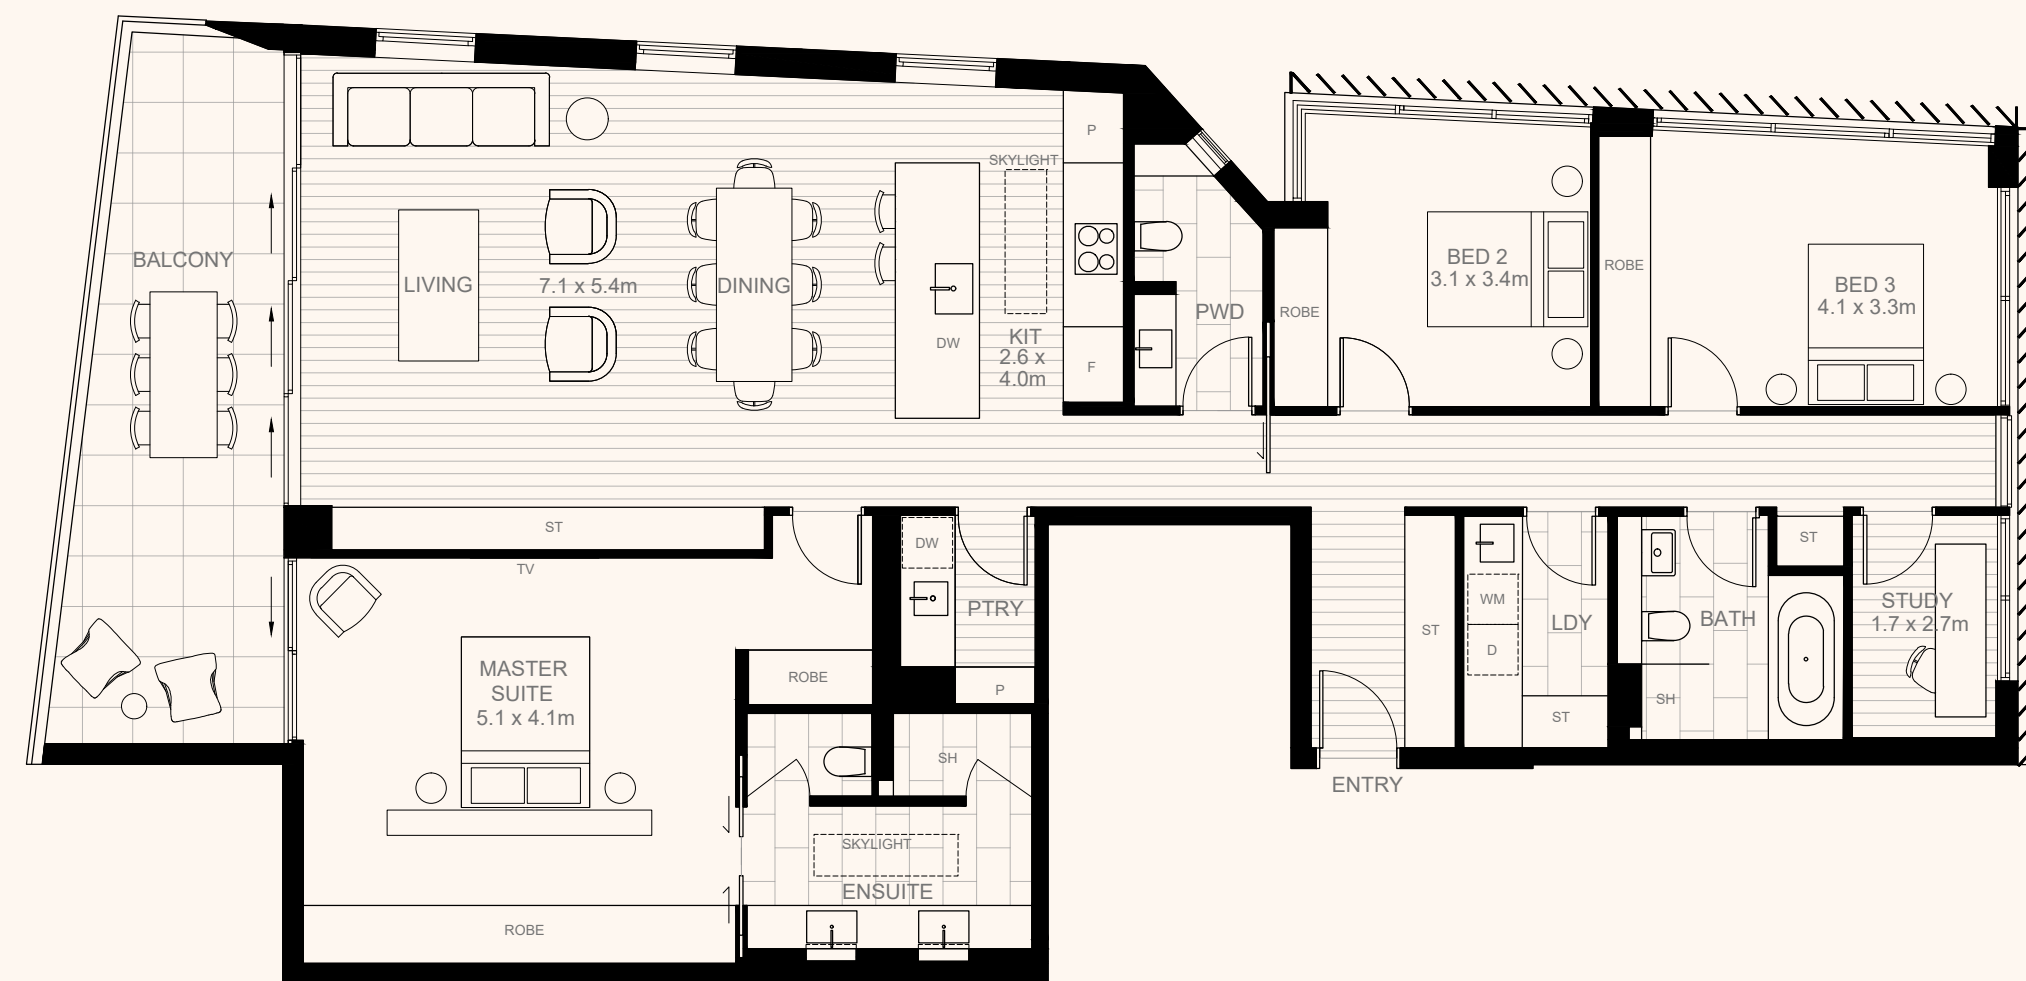 BALCONY
LIVING
7.1 x 5.4m
DINING
SKYLIGHT
DW
KIT
2.6 x
4.0m
P
F
PWD
ROBE
BED 2
3.1 x 3.4m
ROBE
BED 3
4.1 x 3.3m
ST
TV
MASTER
SUITE
5.1 x 4.1m
ROBE
ROBE
DW
PTRY
P
SH
SKYLIGHT
ENSUITE
ENTRY
ST
WM
D
LDY
ST
BATH
SH
ST
STUDY
1.7 x 2.7m